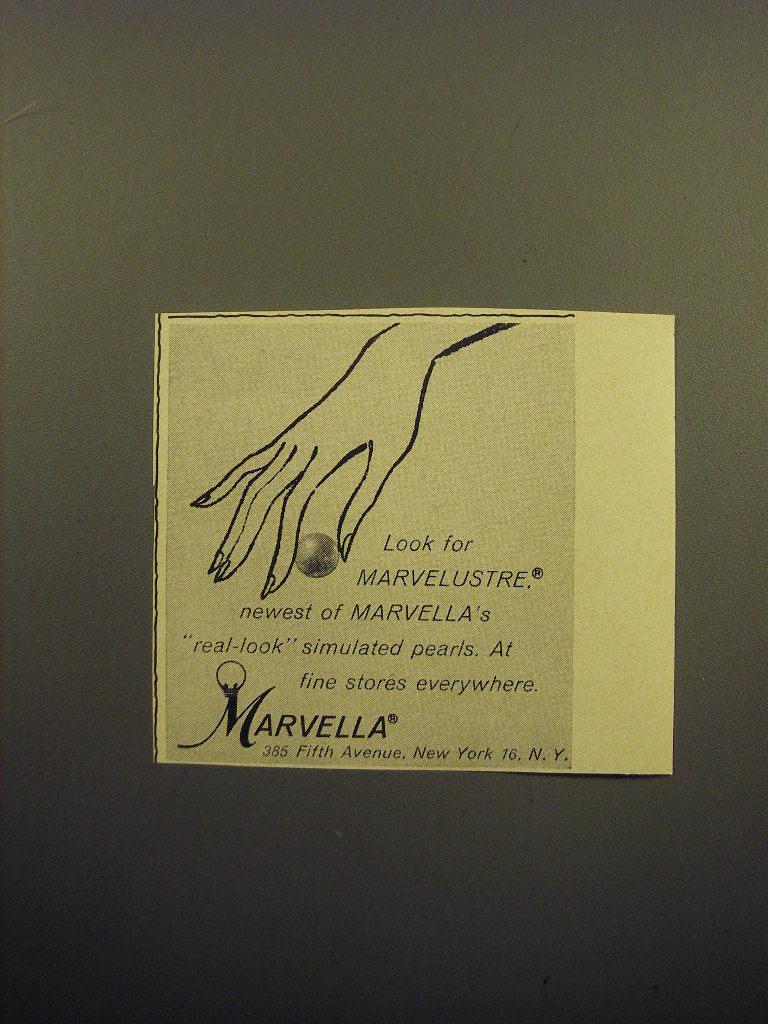 Look for
MARVELUSTRE,®
newest of MARVELLA's
"real-look" simulated pearls. At
fine stores everywhere.
MARVELLA®
385 Fifth Avenue, New York 16, N. Y.